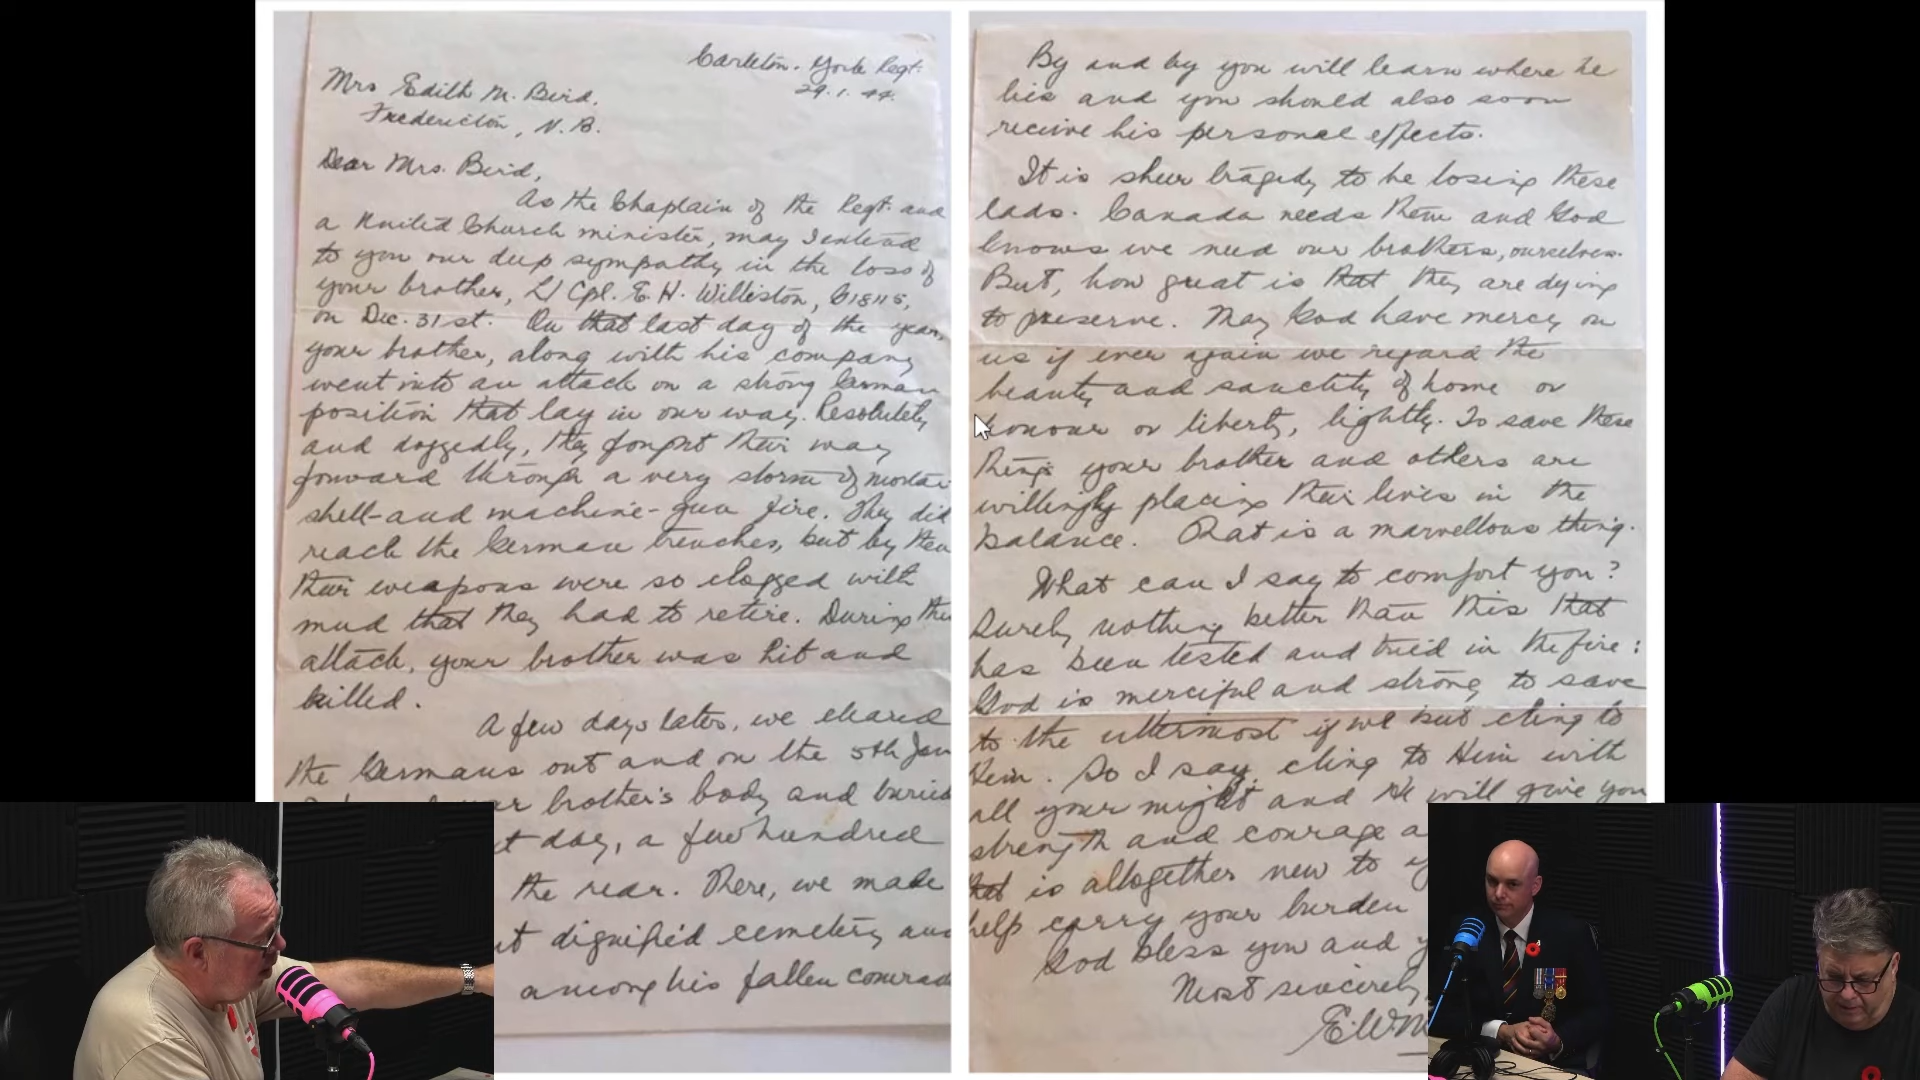 Carleton. York Regt.
29.1.44.
Mrs Edith M. Bird,
Fredericton, N.B.
Dear Mrs. Bird,
As the Chaplain of the Regt. and
a United Church minister, may I extend
to you our deep sympathy in the loss of
your brother, L/Cpl. E. H. Williston, G18115,
on Dec. 31st. On that last day of the year,
your brother, along with his company
went into an attack on a strong German
position that lay in our way. Resolutely
and doggedly, they fought their way
forward through a very storm of mortar
shell-and machine-gun fire. They did
reach the German trenches, but by then
their weapons were so clogged with
mud that they had to retire. During the
attack, your brother was hit and
killed.
A few days later, we cleared
the Germans out and on the 5th Jan
your brother's body and buried
day, a few hundred
the rear. There, we made
dignified cemetery and
among his fallen comrad
By and by you will learn where he
lies and you should also soon
receive his personal effects.
It is sheer tragedy to be losing these
lads. Canada needs them and God
knows we need our brothers, ourselves.
But, how great is that they are dying
to preserve. May God have mercy on
us if ever again we regard the
beauty and sanctity of home or
honour or liberty, lightly. To save these
things your brother and others are
willingly placing their lives in the
balance. That is a marvellous thing.
What can I say to comfort you?
Surely nothing better than this that
has been tested and tried in the fire:
God is merciful and strong to save
to the uttermost if we but cling to
Him. So I say, cling to Him with
all your might and He will give you
strength and courage
that is altogether new to
help carry your burden
God bless you and
Most sincerely,